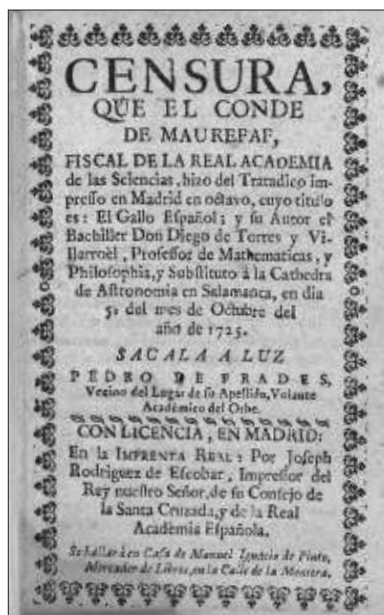 CENSURA,
QUE EL CONDE
DE MAUREPAF,
FISCAL DE LA REAL ACADEMIA
de las Sciencias, hizo del Tratadico im-
presso en Madrid en octavo, cuyo titulo
es: El Gallo Español; y su Autor el
Bachiller Don Diego de Torres y Vi-
llarroèl, Professor de Mathematicas, y
Philosophia, y Substituto à la Cathedra
de Astronomia en Salamanca, en dia
5. del mes de Octubre del
año de 1725.
SACALA A LUZ
PEDRO DE FRADES,
Vecino del Lugar de su Apellido, Volante
Academico del Orbe.
CON LICENCIA, EN MADRID:
En la IMPRENTA REAL: Por Joseph
Rodriguez de Escobar, Impressor del
Rey nuestro Señor, de su Consejo de
la Santa Cruzada, y de la Real
Academia Española.
Se hallarà en Casa de Manuel Ignacio de Pinto,
Mercader de Libros, en la Calle de la Montera.